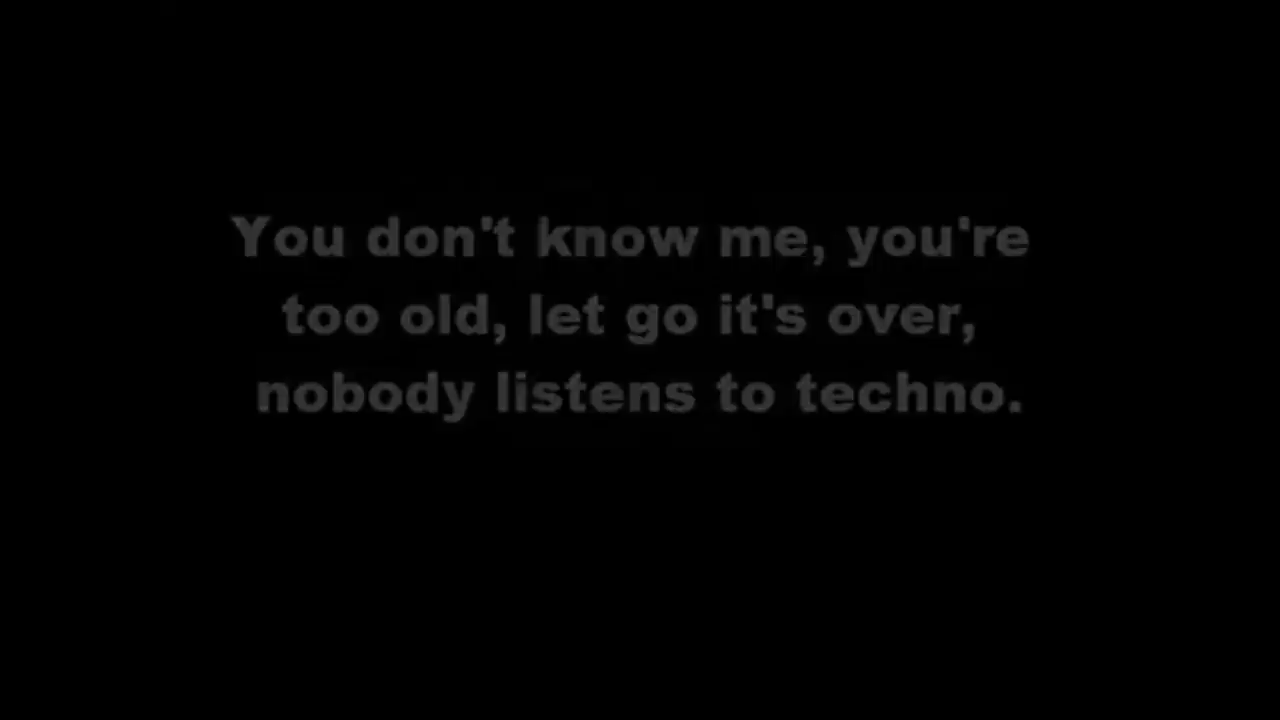 You don't know me, you're
too old, let go it's over,
nobody listens to techno.